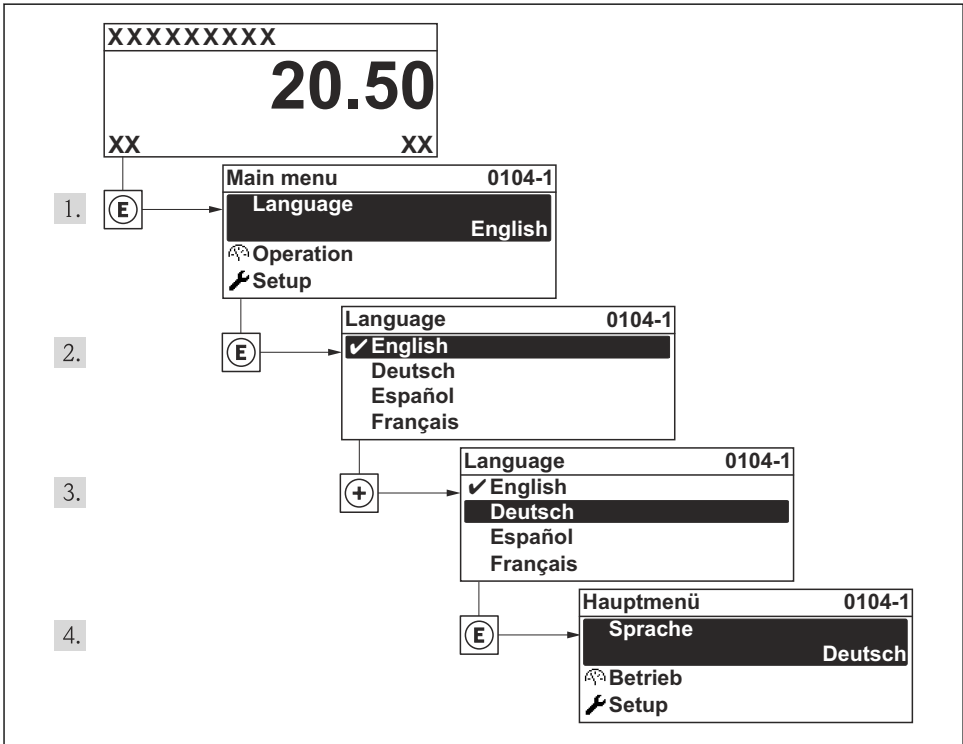 XXXXXXXXX
20.50
XX XX
1. E
Main menu 0104-1
Language
English
Operation
Setup
2. E
Language 0104-1
✔English
Deutsch
Español
Français
3. +
Language 0104-1
✔English
Deutsch
Español
Français
4. E
Hauptmenü 0104-1
Sprache
Deutsch
Betrieb
Setup